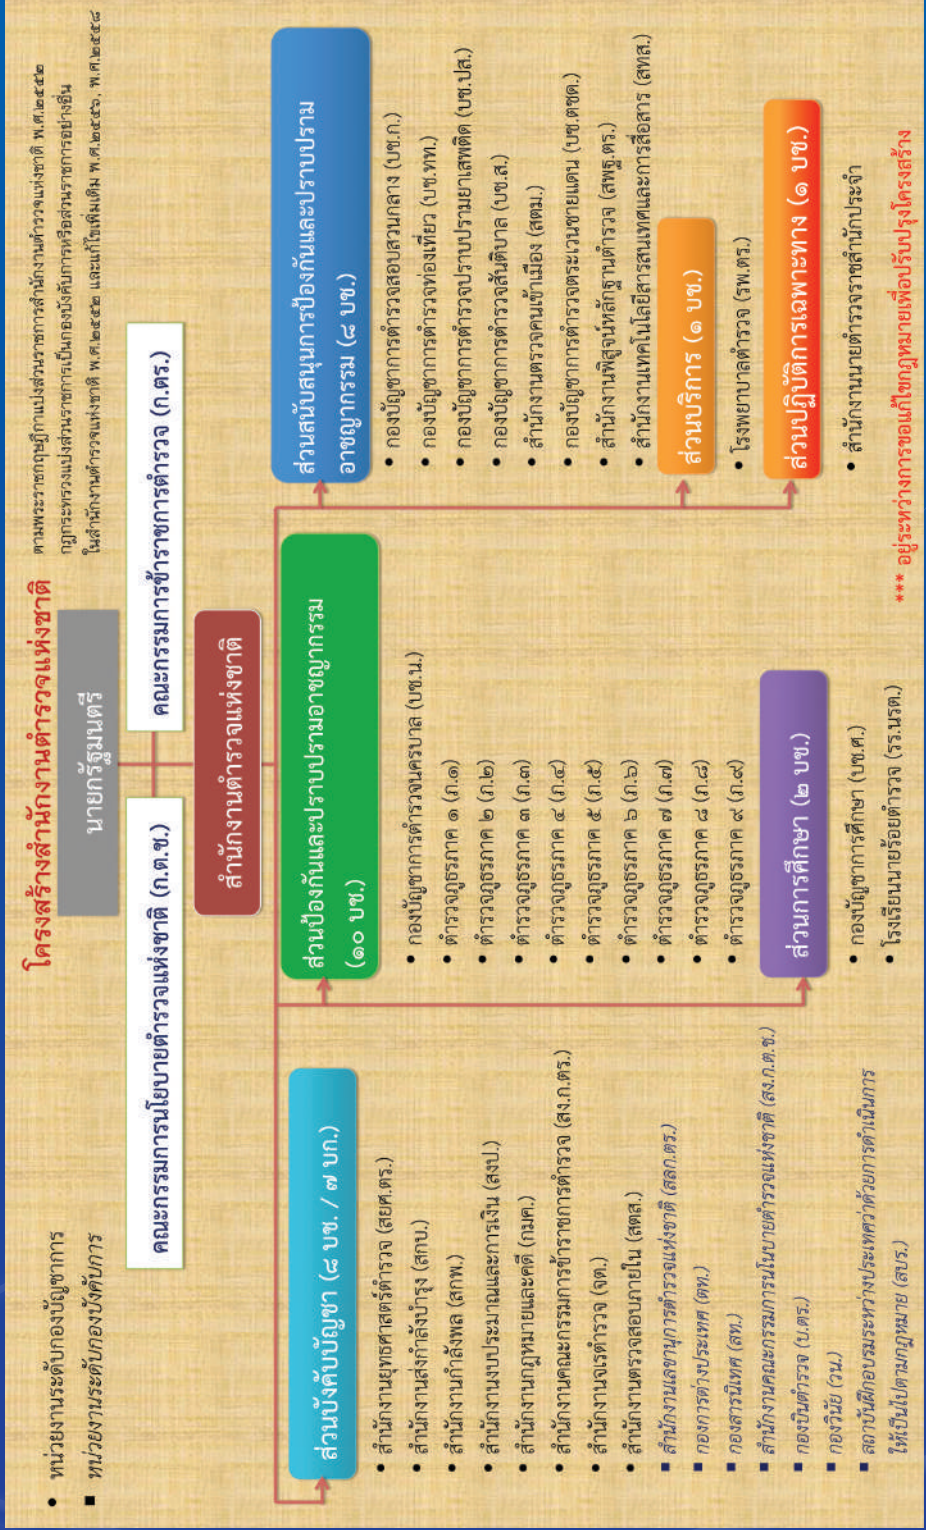 โครงสร้างสำนักงานตำรวจแห่งชาติ
ตามพระราชกฤษฎีกาแบ่งส่วนราชการสำนักงานตำรวจแห่งชาติ พ.ศ.๒๕๕๒
กฎกระทรวงแบ่งส่วนราชการเป็นกองบังคับการหรือส่วนราชการอย่างอื่น
ในสำนักงานตำรวจแห่งชาติ พ.ศ.๒๕๕๒ และแก้ไขเพิ่มเติม พ.ศ.๒๕๕๖, พ.ศ.๒๕๕๘
• หน่วยงานระดับกองบัญชาการ
▪ หน่วยงานระดับกองบังคับการ
นายกรัฐมนตรี
คณะกรรมการนโยบายตำรวจแห่งชาติ (ก.ต.ช.)
คณะกรรมการข้าราชการตำรวจ (ก.ตร.)
สำนักงานตำรวจแห่งชาติ
ส่วนบังคับบัญชา (๘ บช. / ๗ บก.)
• สำนักงานยุทธศาสตร์ตำรวจ (สยศ.ตร.)
• สำนักงานส่งกำลังบำรุง (สกบ.)
• สำนักงานกำลังพล (สกพ.)
• สำนักงานงบประมาณและการเงิน (สงป.)
• สำนักงานกฎหมายและคดี (กมค.)
• สำนักงานคณะกรรมการข้าราชการตำรวจ (สง.ก.ตร.)
• สำนักงานจเรตำรวจ (จต.)
• สำนักงานตรวจสอบภายใน (สตส.)
▪ สำนักงานเลขานุการตำรวจแห่งชาติ (สลก.ตร.)
▪ กองการต่างประเทศ (ตท.)
▪ กองสารนิเทศ (สท.)
▪ สำนักงานคณะกรรมการนโนบายตำรวจแห่งชาติ (สง.ก.ต.ช.)
▪ กองบินตำรวจ (บ.ตร.)
▪ กองวินัย (วน.)
▪ สถาบันฝึกอบรมระหว่างประเทศว่าด้วยการดำเนินการ
ให้เป็นไปตามกฎหมาย (สบร.)
ส่วนป้องกันและปราบปรามอาชญากรรม
(๑๐ บช.)
• กองบัญชาการตำรวจนครบาล (บช.น.)
• ตำรวจภูธรภาค ๑ (ภ.๑)
• ตำรวจภูธรภาค ๒ (ภ.๒)
• ตำรวจภูธรภาค ๓ (ภ.๓)
• ตำรวจภูธรภาค ๔ (ภ.๔)
• ตำรวจภูธรภาค ๕ (ภ.๕)
• ตำรวจภูธรภาค ๖ (ภ.๖)
• ตำรวจภูธรภาค ๗ (ภ.๗)
• ตำรวจภูธรภาค ๘ (ภ.๘)
• ตำรวจภูธรภาค ๙ (ภ.๙)
ส่วนการศึกษา (๒ บช.)
• กองบัญชาการศึกษา (บช.ศ.)
• โรงเรียนนายร้อยตำรวจ (รร.นรต.)
ส่วนสนับสนุนการป้องกันและปราบปราม
อาชญากรรม (๘ บช.)
• กองบัญชาการตำรวจสอบสวนกลาง (บช.ก.)
• กองบัญชาการตำรวจท่องเที่ยว (บช.ทท.)
• กองบัญชาการตำรวจปราบปรามยาเสพติด (บช.ปส.)
• กองบัญชาการตำรวจสันติบาล (บช.ส.)
• สำนักงานตรวจคนเข้าเมือง (สตม.)
• กองบัญชาการตำรวจตระเวนชายแดน (บช.ตชด.)
• สำนักงานพิสูจน์หลักฐานตำรวจ (สพฐ.ตร.)
• สำนักงานเทคโนโลยีสารสนเทศและการสื่อสาร (สทส.)
ส่วนบริการ (๑ บช.)
• โรงพยาบาลตำรวจ (รพ.ตร.)
ส่วนปฏิบัติการเฉพาะทาง (๑ บช.)
• สำนักงานนายตำรวจราชสำนักประจำ
*** อยู่ระหว่างการขอแก้ไขกฎหมายเพื่อปรับปรุงโครงสร้าง